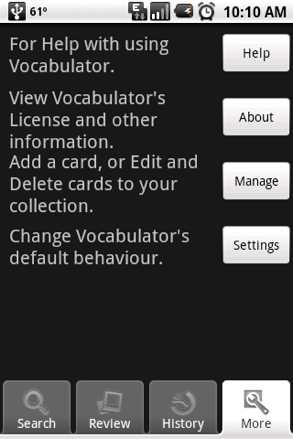 61°
10:10 AM
For Help with using
Vocabulator.
Help
View Vocabulator's
License and other
information.
About
Add a card, or Edit and
Delete cards to your
collection.
Manage
Change Vocabulator's
default behaviour.
Settings
Search
Review
History
More